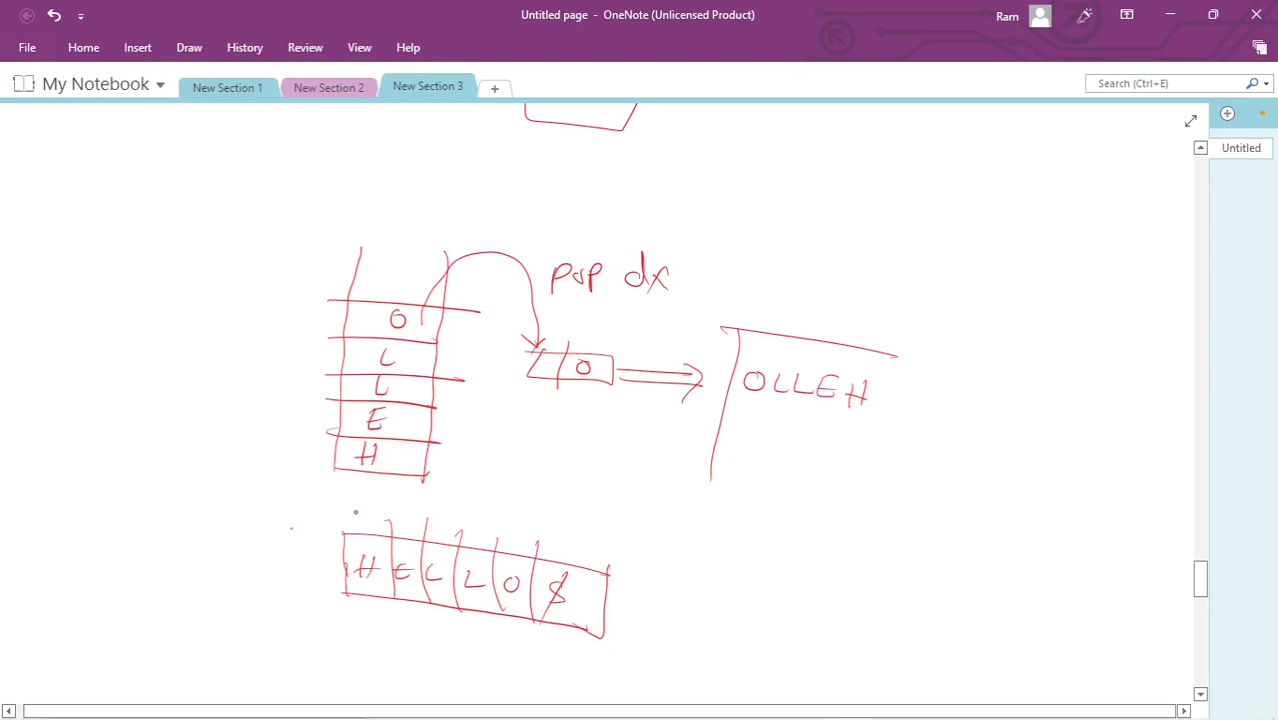 Untitled page - OneNote (Unlicensed Product)
Ram
File Home Insert Draw History Review View Help
My Notebook New Section 1 New Section 2 New Section 3
Search (Ctrl+E)
Untitled
pop dx
O
L
L
E
H
O
OLLEH
H E L L O $